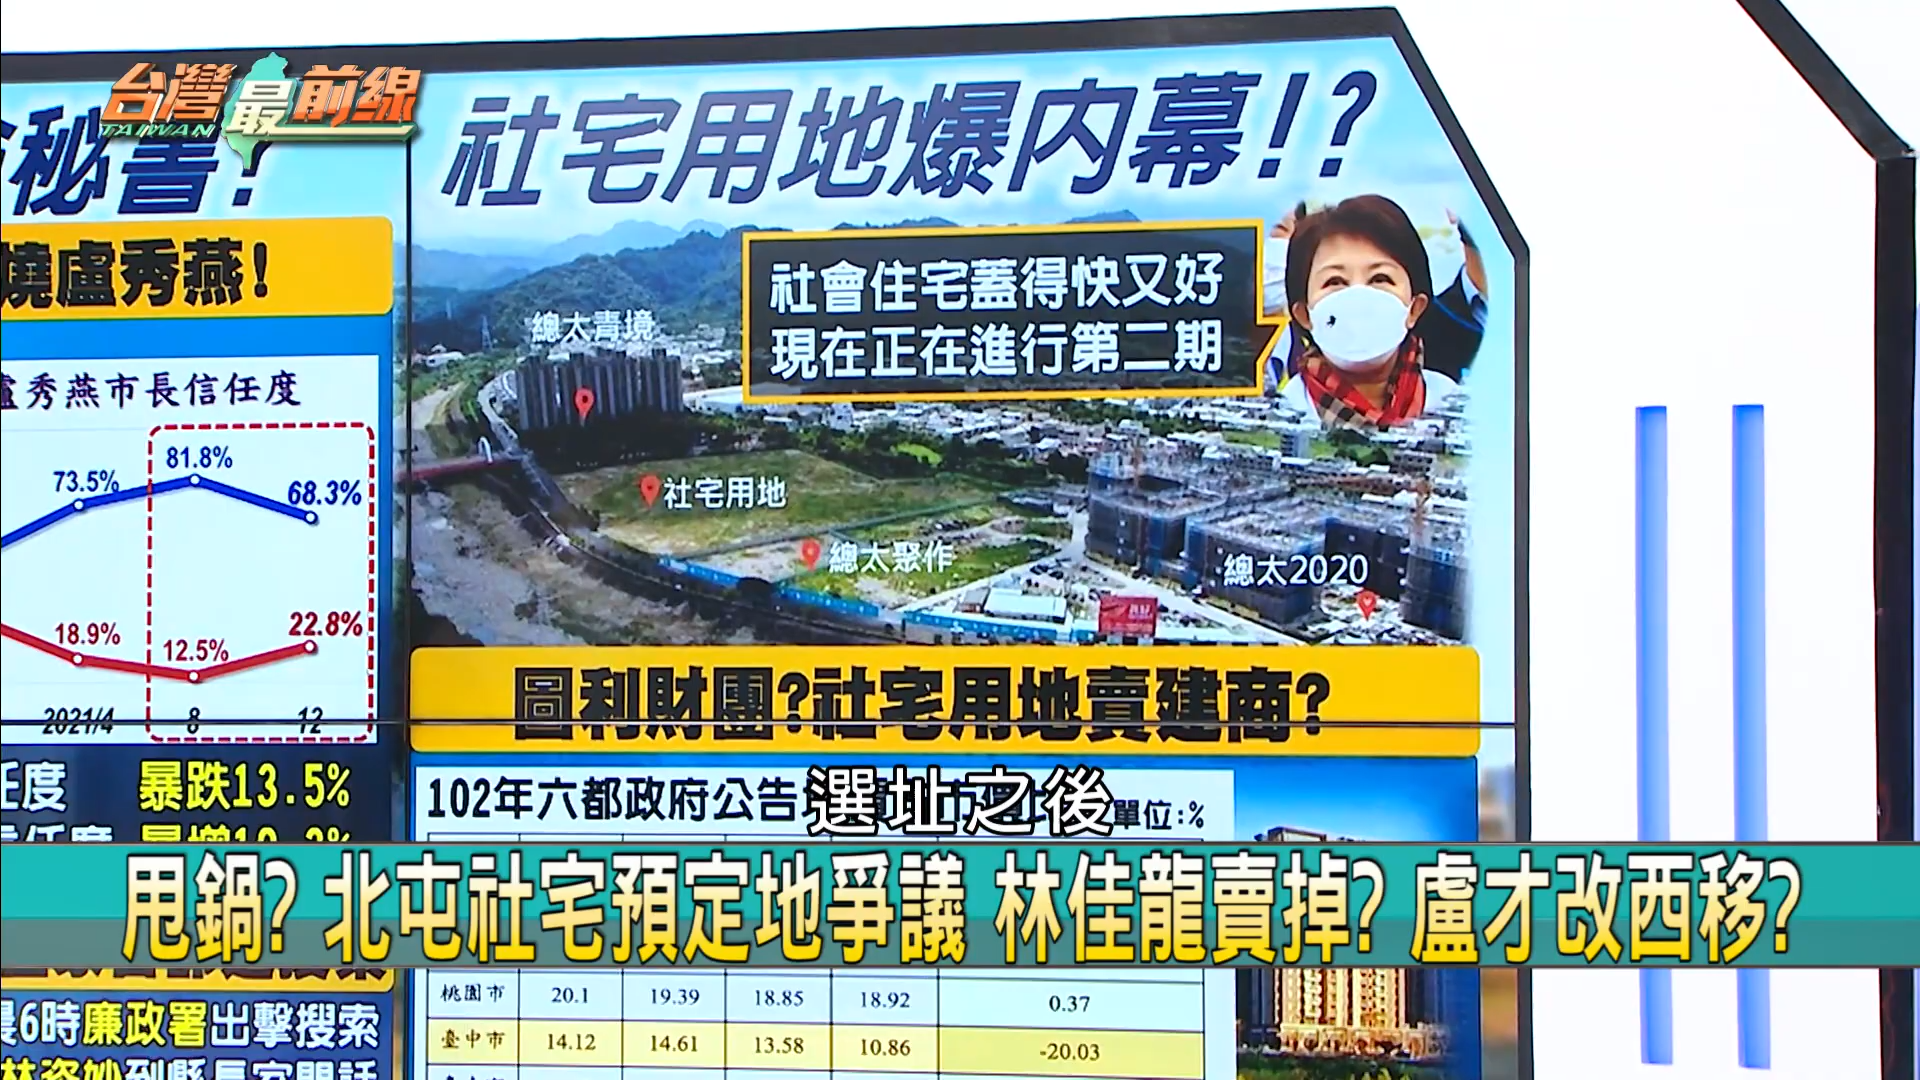 台灣最前線
TAIWAN
秘書?
燒盧秀燕!
盧秀燕市長信任度
73.5%
81.8%
68.3%
18.9%
12.5%
22.8%
2021/4
8
12
任度 暴跌13.5%
6時廉政署出擊搜索
社宅用地爆內幕!?
社會住宅蓋得快又好
現在正在進行第二期
總太青境
社宅用地
總太聚作
總太2020
圖利財團?社宅用地賣建商?
102年六都政府公告
單位:%
選址之後
甩鍋? 北屯社宅預定地爭議 林佳龍賣掉? 盧才改西移?
桃園市 20.1 19.39 18.85 18.92 0.37
臺中市 14.12 14.61 13.58 10.86 -20.03